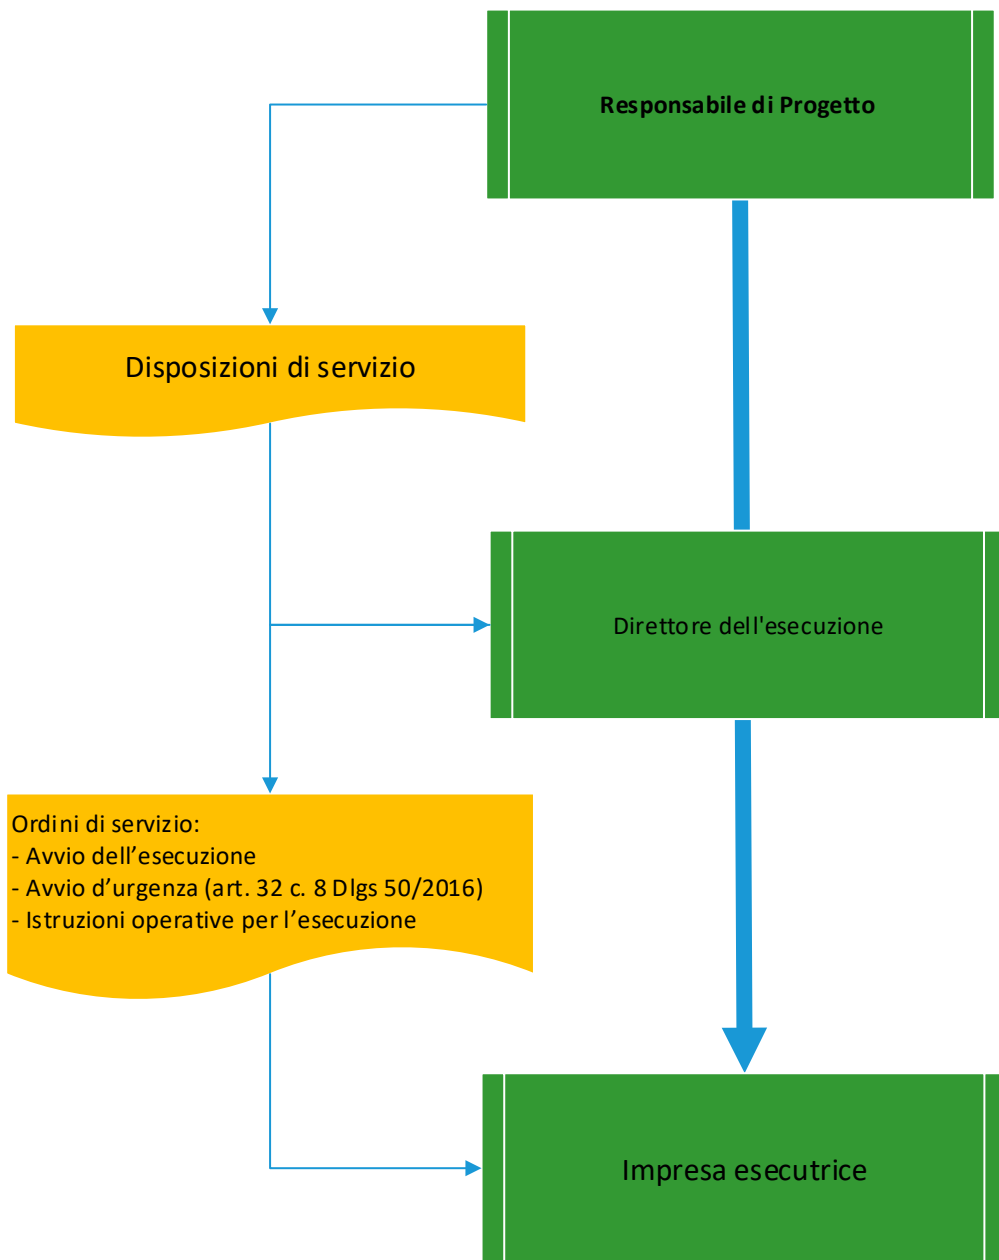 Responsabile di Progetto
Disposizioni di servizio
Direttore dell'esecuzione
Ordini di servizio:
- Avvio dell’esecuzione
- Avvio d’urgenza (art. 32 c. 8 Dlgs 50/2016)
- Istruzioni operative per l’esecuzione
Impresa esecutrice